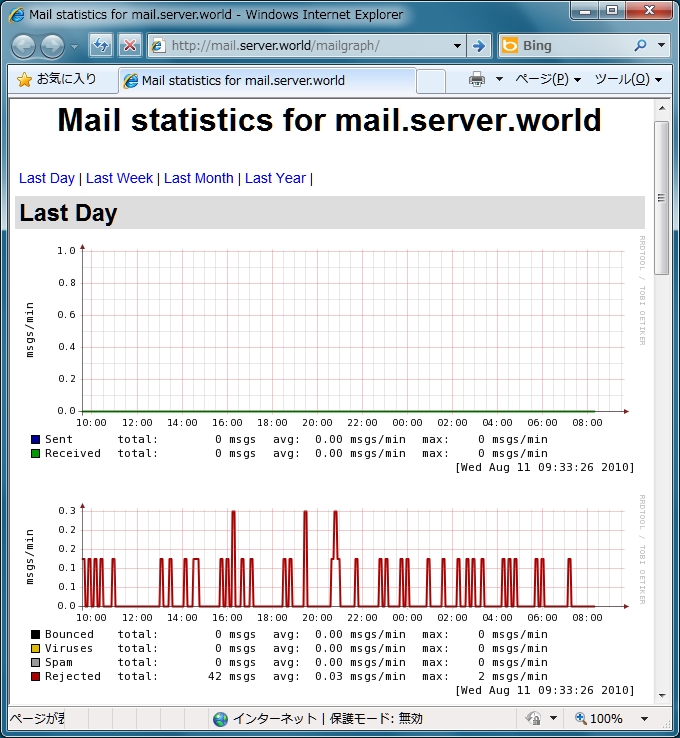 Mail statistics for mail.server.world - Windows Internet Explorer
http://mail.server.world/mailgraph/
Bing
お気に入り
Mail statistics for mail.server.world
ページ(P)
ツール(O)
Mail statistics for mail.server.world
Last Day | Last Week | Last Month | Last Year |
Last Day
RRDTOOL / TOBI OETIKER
msgs/min
1.0
0.8
0.6
0.4
0.2
0.0
10:00 12:00 14:00 16:00 18:00 20:00 22:00 00:00 02:00 04:00 06:00 08:00
Sent total: 0 msgs avg: 0.00 msgs/min max: 0 msgs/min
Received total: 0 msgs avg: 0.00 msgs/min max: 0 msgs/min
[Wed Aug 11 09:33:26 2010]
RRDTOOL / TOBI OETIKER
msgs/min
0.3
0.2
0.2
0.1
0.1
0.0
10:00 12:00 14:00 16:00 18:00 20:00 22:00 00:00 02:00 04:00 06:00 08:00
Bounced total: 0 msgs avg: 0.00 msgs/min max: 0 msgs/min
Viruses total: 0 msgs avg: 0.00 msgs/min max: 0 msgs/min
Spam total: 0 msgs avg: 0.00 msgs/min max: 0 msgs/min
Rejected total: 42 msgs avg: 0.03 msgs/min max: 2 msgs/min
[Wed Aug 11 09:33:26 2010]
ページが
インターネット | 保護モード: 無効
100%